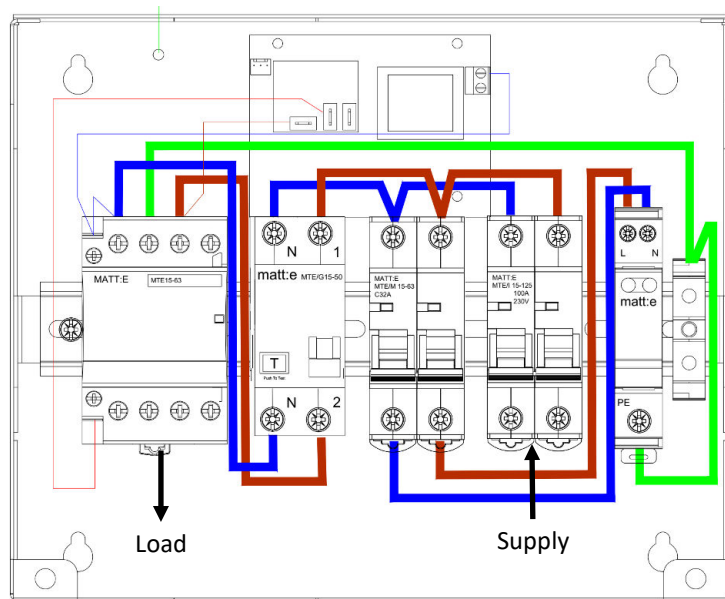 MATT:E
MTE15-63
N
1
matt:e MTE/G15-50
T
Push To Test
N
2
MATT:E
MTE/M 15-63
C32A
MATT:E
MTE/I 15-125
100A
230V
L
N
matt:e
PE
Load
Supply